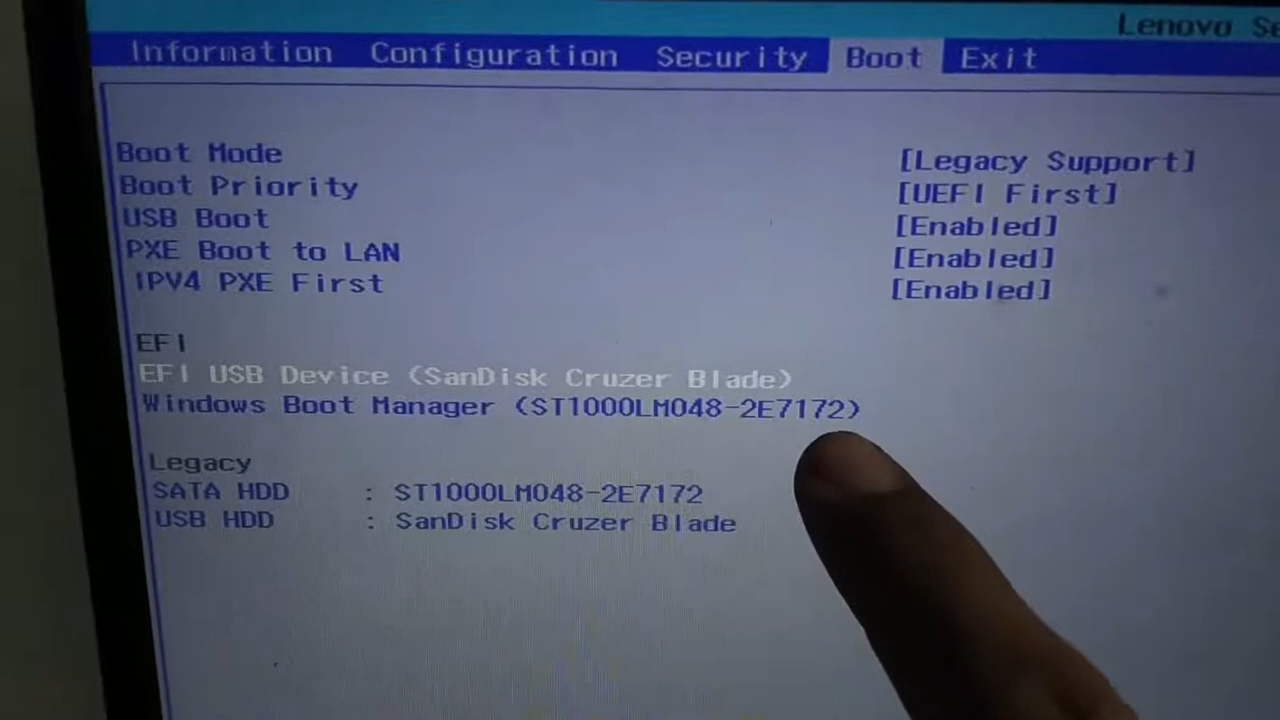 Lenovo Se
Information Configuration Security Boot Exit
Boot Mode [Legacy Support]
Boot Priority [UEFI First]
USB Boot [Enabled]
PXE Boot to LAN [Enabled]
IPV4 PXE First [Enabled]
EFI
EFI USB Device (SanDisk Cruzer Blade)
Windows Boot Manager (ST1000LM048-2E7172)
Legacy
SATA HDD : ST1000LM048-2E7172
USB HDD : SanDisk Cruzer Blade